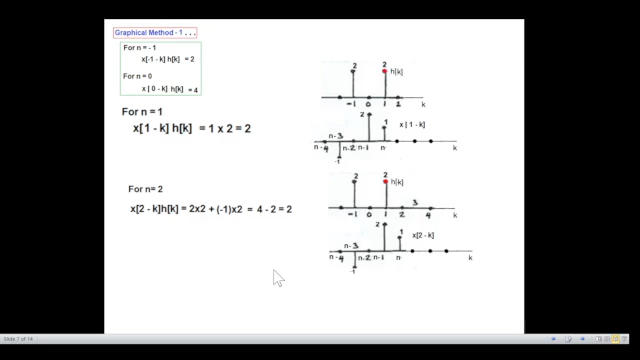 Graphical Method - 1 . . .
For n = - 1
x[-1 - k] h[k] = 2
For n = 0
x [ 0 - k] h[k] = 4
For n = 1
x[ 1 - k] h[k] = 1 x 2 = 2
2 2 h[k]
-1 0 1 2 k
2 1 x [ 1 - k]
n-3
n-4 n-2 n-1 n k
-1
For n= 2
x[2 - k]h[k] = 2x2 + (-1)x2 = 4 - 2 = 2
2 2 h[k]
3
-1 0 1 2 4 k
2 1 x[2 - k]
n-3
n-4 n-2 n-1 n k
-1
Slide 7 of 14